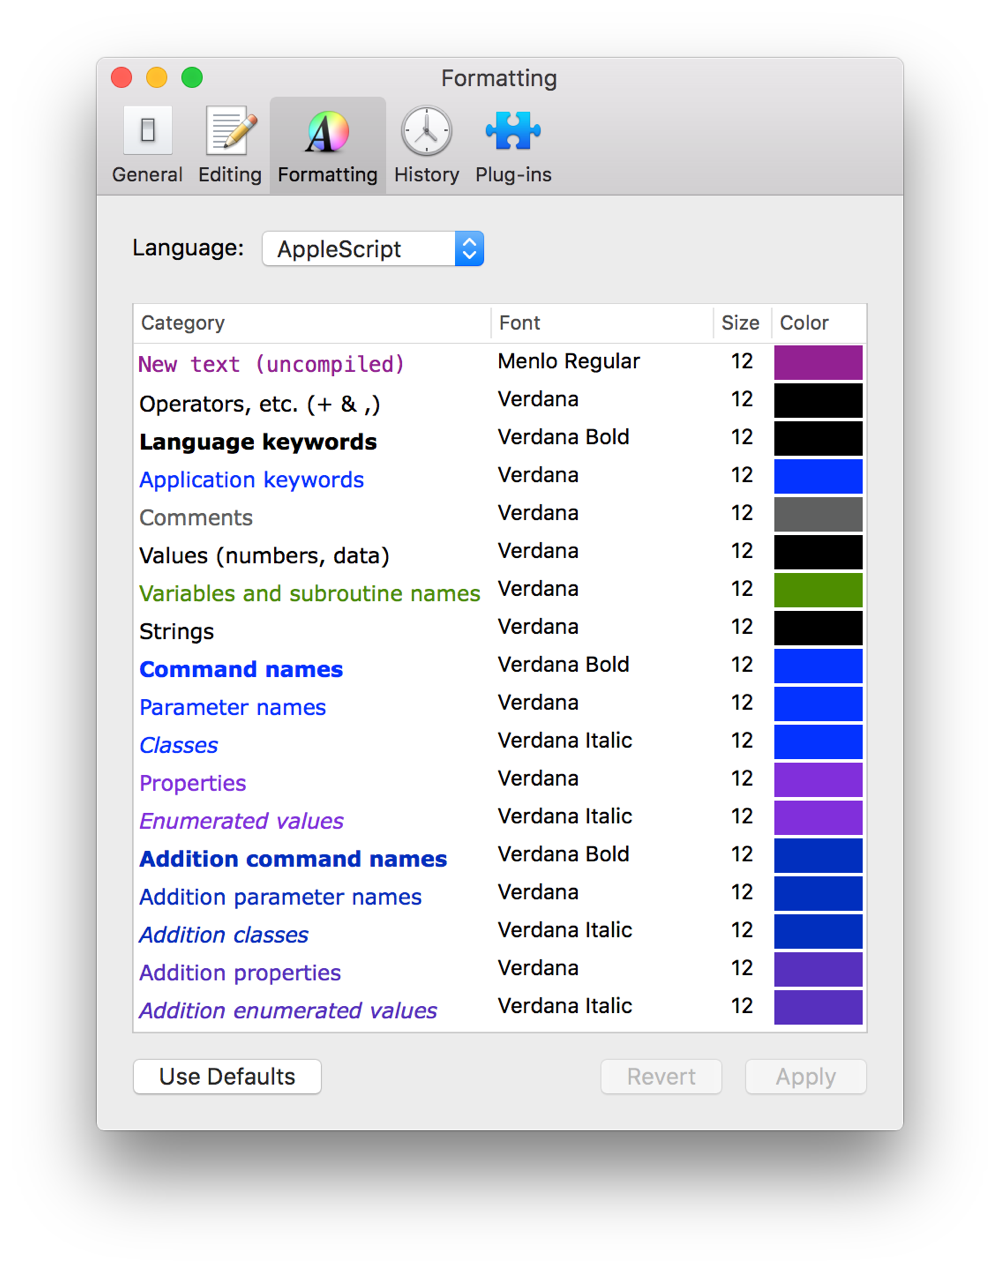 Formatting
General Editing Formatting History Plug-ins
Language: AppleScript
Category Font Size Color
New text (uncompiled) Menlo Regular 12
Operators, etc. (+ & ,) Verdana 12
Language keywords Verdana Bold 12
Application keywords Verdana 12
Comments Verdana 12
Values (numbers, data) Verdana 12
Variables and subroutine names Verdana 12
Strings Verdana 12
Command names Verdana Bold 12
Parameter names Verdana 12
Classes Verdana Italic 12
Properties Verdana 12
Enumerated values Verdana Italic 12
Addition command names Verdana Bold 12
Addition parameter names Verdana 12
Addition classes Verdana Italic 12
Addition properties Verdana 12
Addition enumerated values Verdana Italic 12
Use Defaults Revert Apply